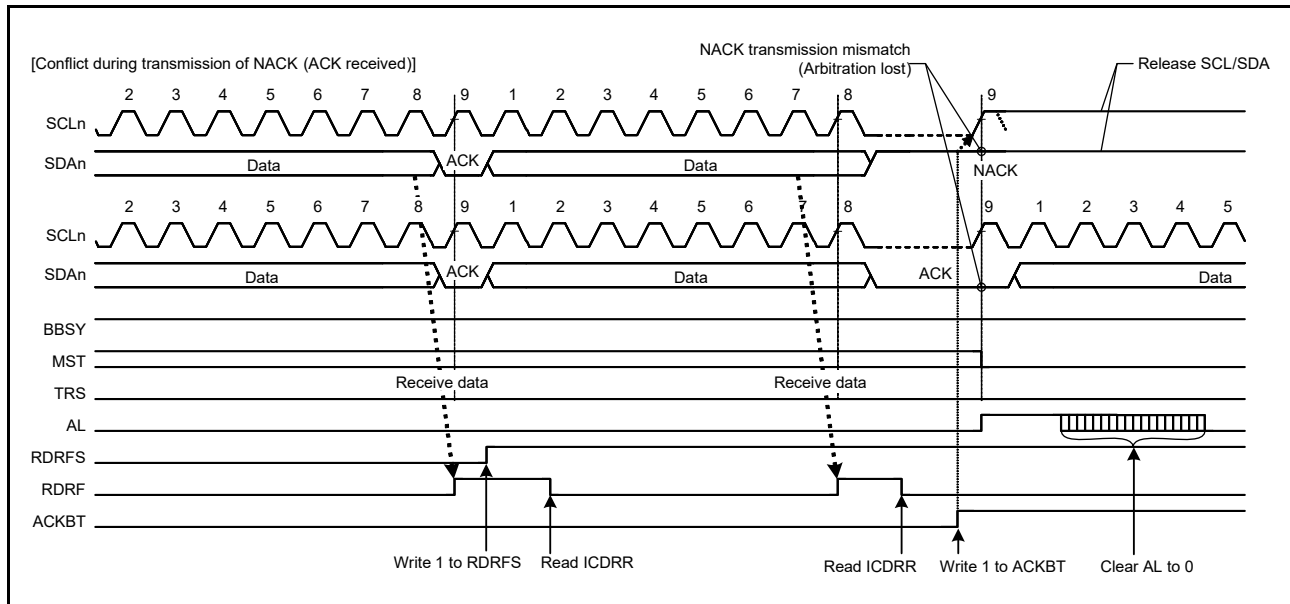 NACK transmission mismatch
(Arbitration lost)
Release SCL/SDA
[Conflict during transmission of NACK (ACK received)]
2 3 4 5 6 7 8 9 1 2 3 4 5 6 7 8 9
SCLn
SDAn Data ACK Data NACK
2 3 4 5 6 7 8 9 1 2 3 4 5 6 7 8 9 1 2 3 4 5
SCLn
SDAn Data ACK Data ACK Data
BBSY
MST
Receive data Receive data
TRS
AL
RDRFS
RDRF
ACKBT
Write 1 to RDRFS Read ICDRR Read ICDRR Write 1 to ACKBT Clear AL to 0